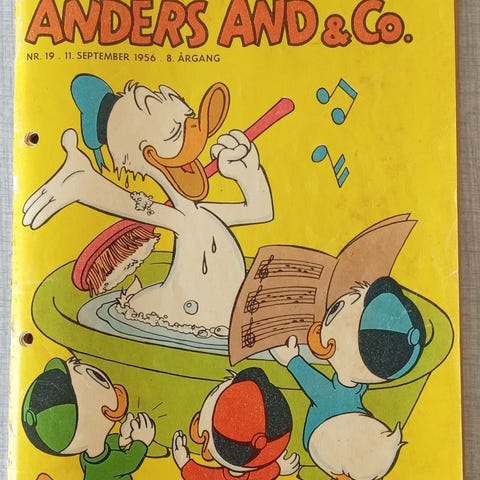 ANDERS AND & Co.
NR. 19 . 11. SEPTEMBER 1956 . 8. ÅRGANG